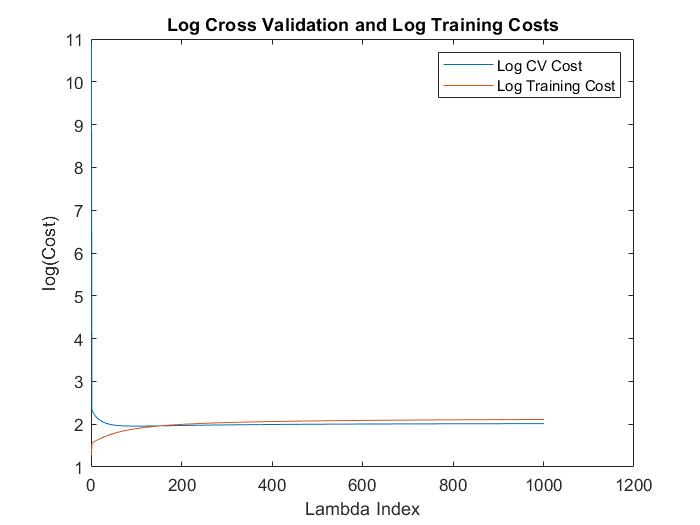 Log Cross Validation and Log Training Costs
11
10
9
8
7
6
5
4
3
2
1
log(Cost)
Log CV Cost
Log Training Cost
0 200 400 600 800 1000 1200
Lambda Index